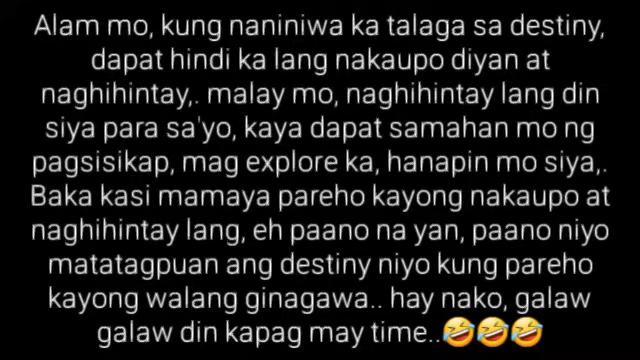 Alam mo, kung naniniwa ka talaga sa destiny,
dapat hindi ka lang nakaupo diyan at
naghihintay,. malay mo, naghihintay lang din
siya para sa'yo, kaya dapat samahan mo ng
pagsisikap, mag explore ka, hanapin mo siya,.
Baka kasi mamaya pareho kayong nakaupo at
naghihintay lang, eh paano na yan, paano niyo
matatagpuan ang destiny niyo kung pareho
kayong walang ginagawa.. hay nako, galaw
galaw din kapag may time..🤣🤣🤣